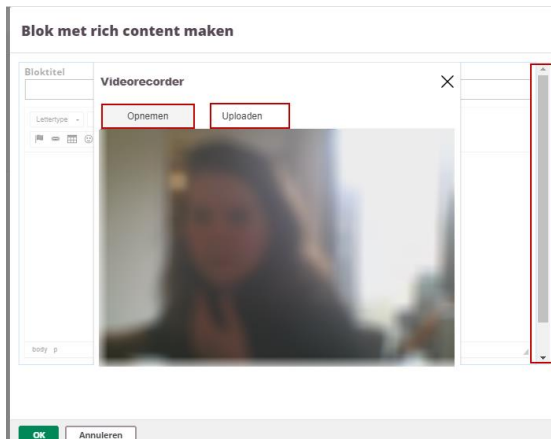 Blok met rich content maken
Bloktitel
Videorecorder
Opnemen
Uploaden
Lettertype
body p
OK
Annuleren